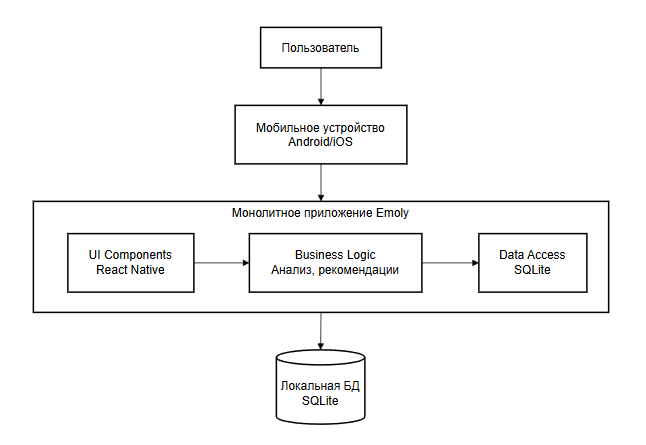 Пользователь
Мобильное устройство
Android/iOS
Монолитное приложение Emoly
UI Components
React Native
Business Logic
Анализ, рекомендации
Data Access
SQLite
Локальная БД
SQLite